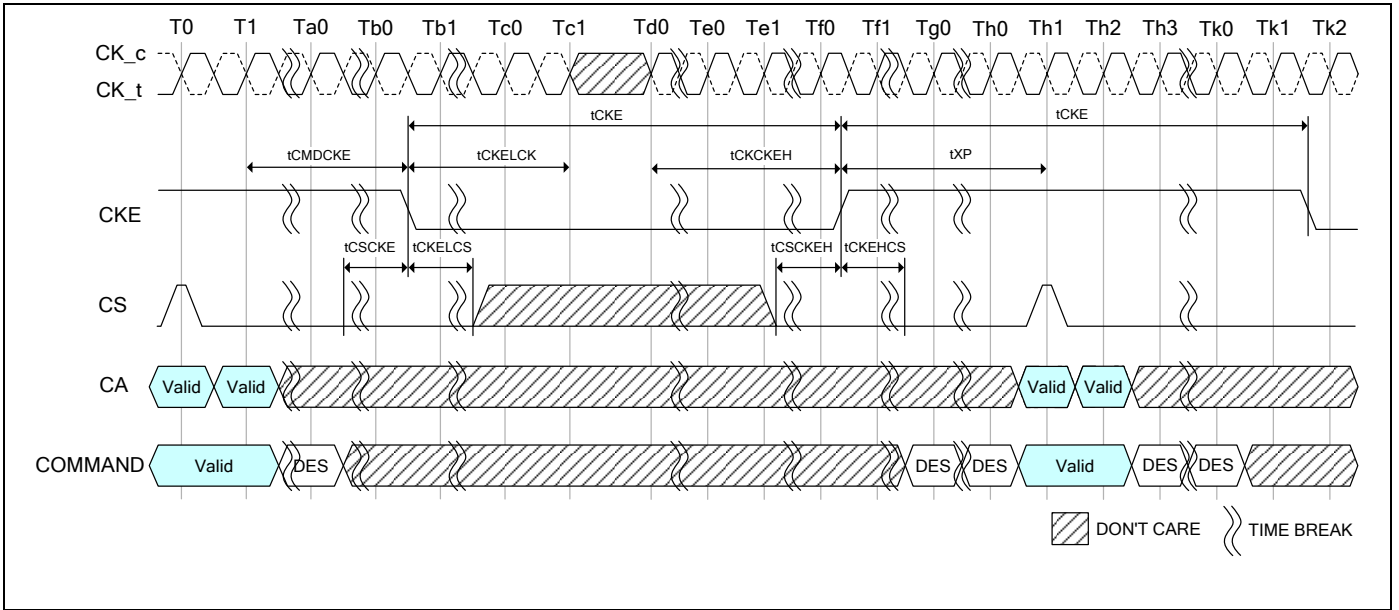 T0 T1 Ta0 Tb0 Tb1 Tc0 Tc1 Td0 Te0 Te1 Tf0 Tf1 Tg0 Th0 Th1 Th2 Th3 Tk0 Tk1 Tk2
CK_c
CK_t
tCKE tCKE
tCMDCKE tCKELCK tCKCKEH tXP
CKE
tCSCKE tCKELCS tCSCKEH tCKEHCS
CS
CA Valid Valid Valid Valid
COMMAND Valid DES DES DES Valid DES DES
DON'T CARE TIME BREAK